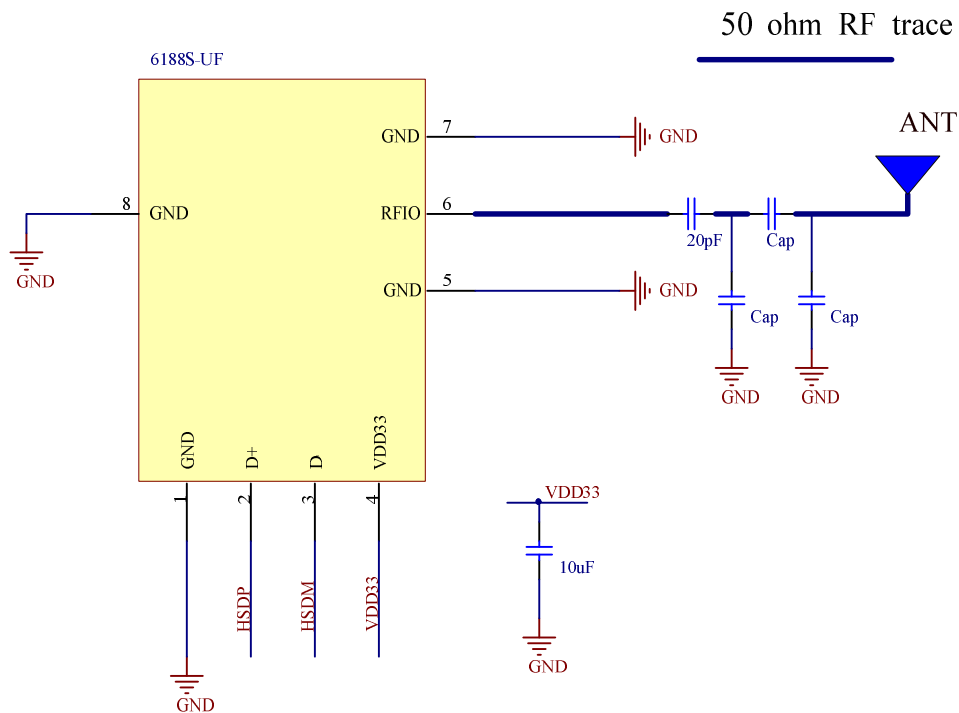 50 ohm RF trace
6188S-UF
ANT
GND 7 GND
8 GND RFIO 6
20pF Cap
GND 5 GND
GND
Cap Cap
GND GND
GND D+ D VDD33
1 2 3 4
VDD33
10uF
HSDP HSDM VDD33
GND
GND